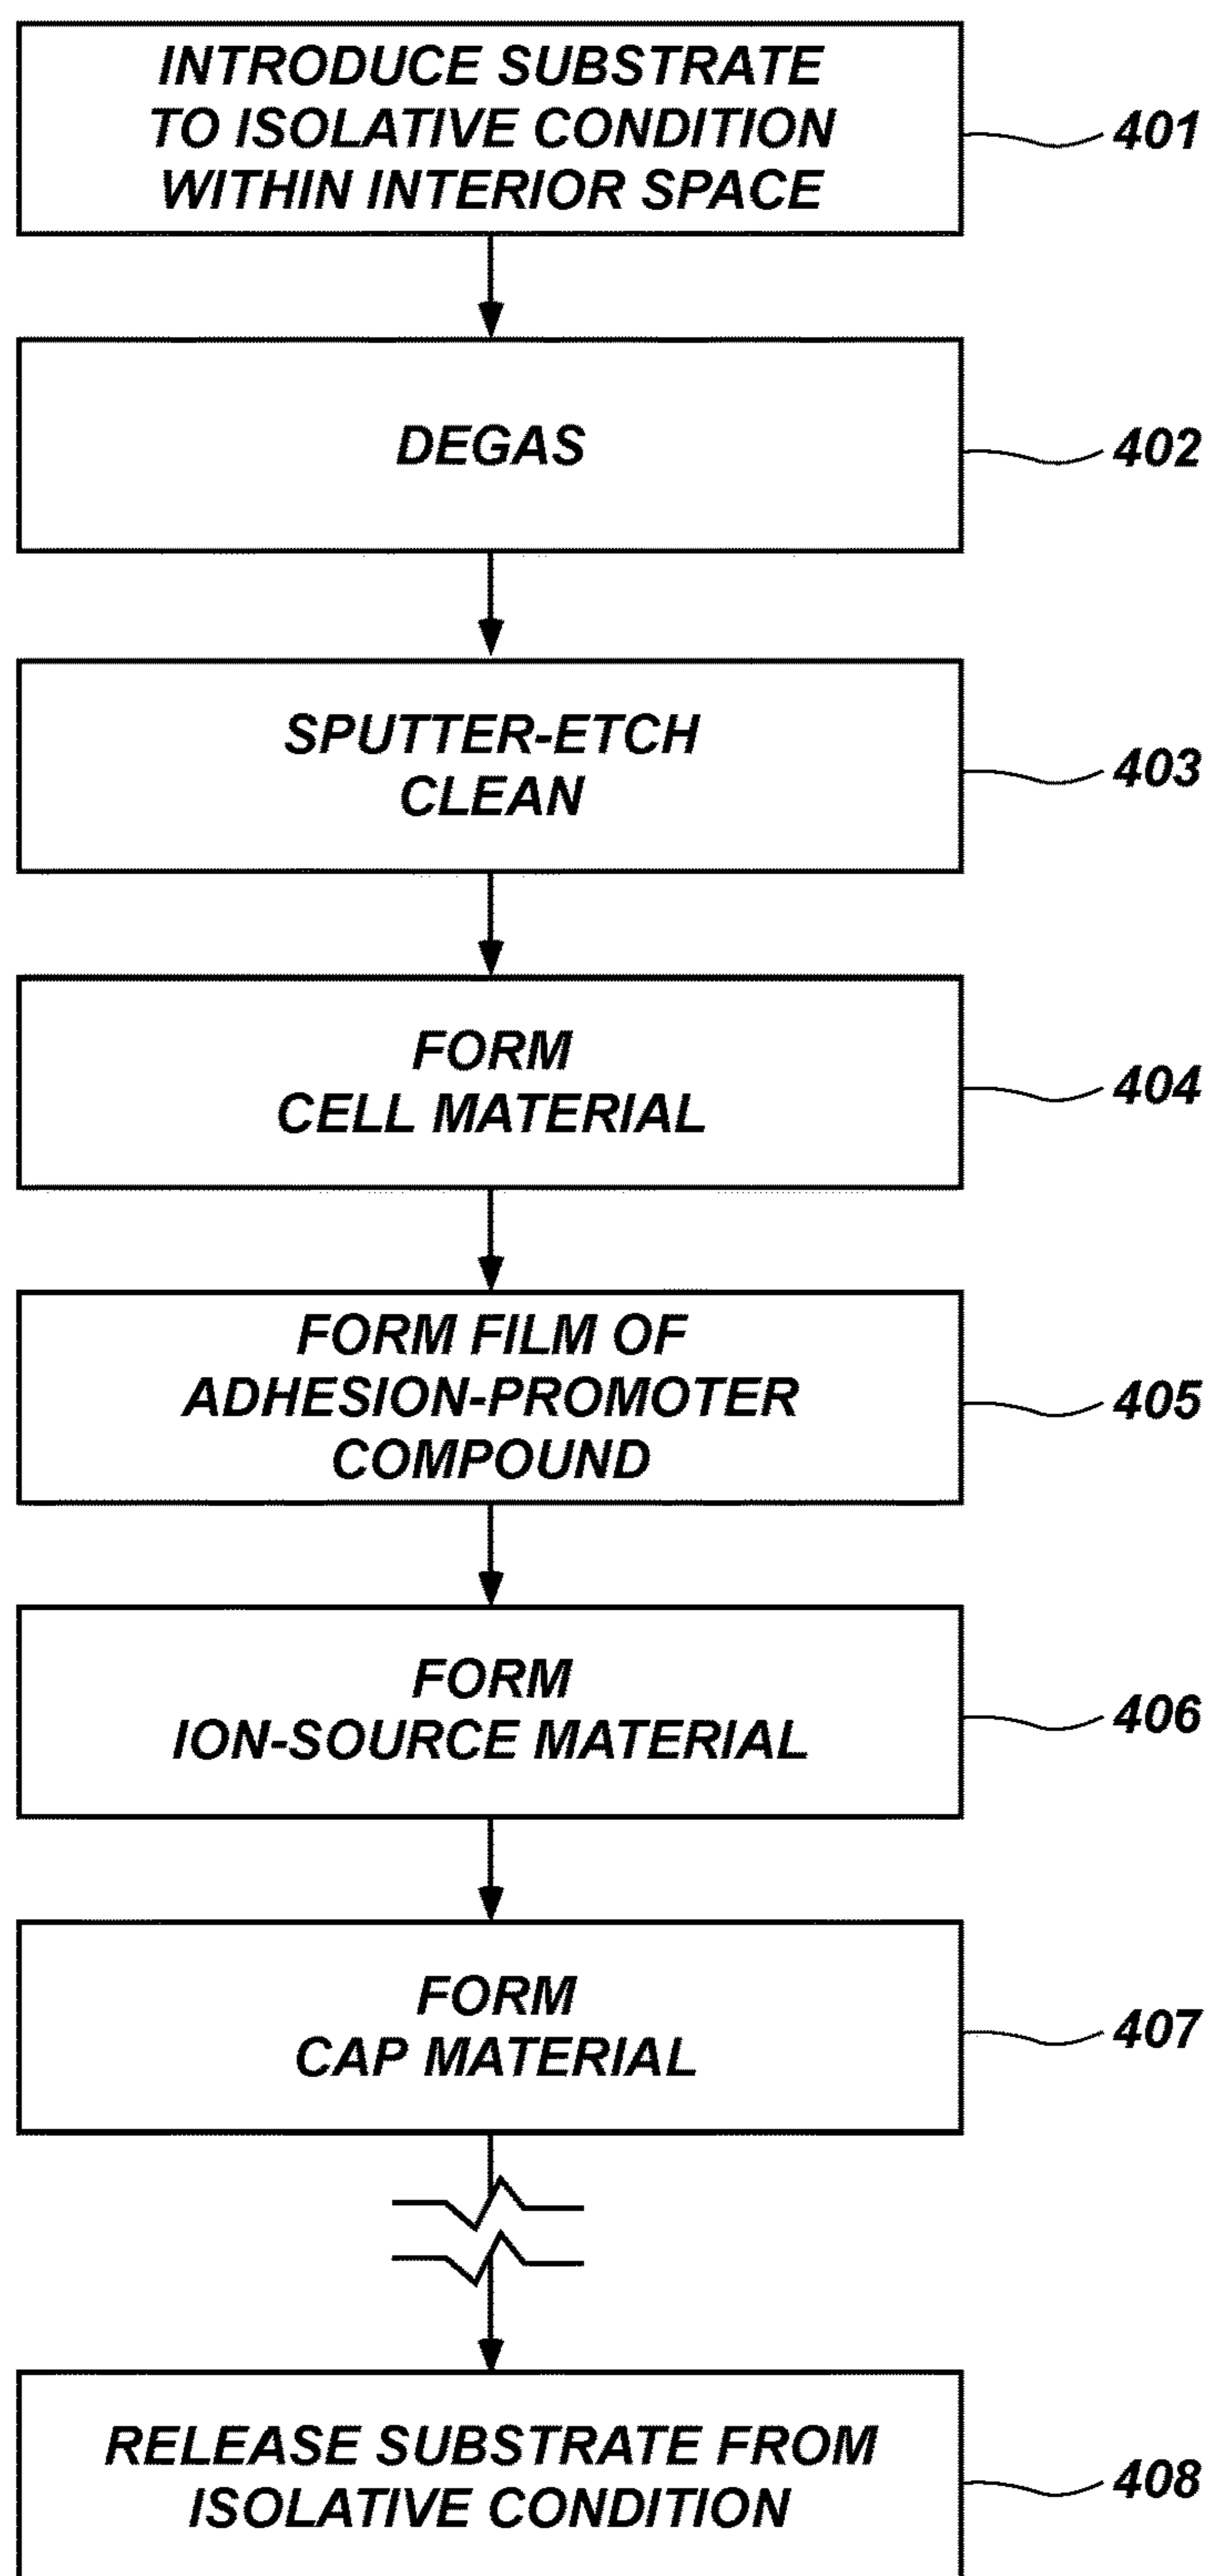 INTRODUCE SUBSTRATE
TO ISOLATIVE CONDITION
WITHIN INTERIOR SPACE
401
DEGAS
402
SPUTTER-ETCH
CLEAN
403
FORM
CELL MATERIAL
404
FORM FILM OF
ADHESION-PROMOTER
COMPOUND
405
FORM
ION-SOURCE MATERIAL
406
FORM
CAP MATERIAL
407
RELEASE SUBSTRATE FROM
ISOLATIVE CONDITION
408